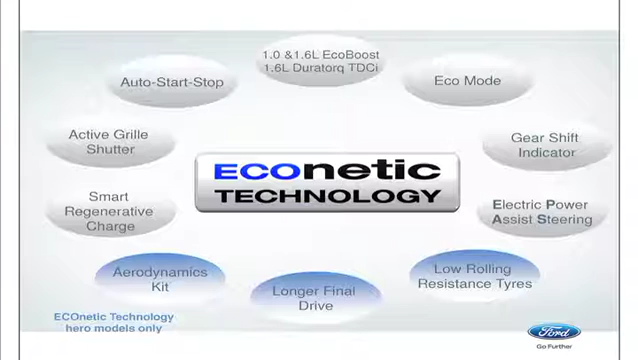 1.0 &1.6L EcoBoost
1.6L Duratorq TDCi
Auto-Start-Stop
Eco Mode
Active Grille
Shutter
Gear Shift
Indicator
ECOnetic
TECHNOLOGY
Smart
Regenerative
Charge
Electric Power
Assist Steering
Aerodynamics
Kit
Longer Final
Drive
Low Rolling
Resistance Tyres
ECOnetic Technology
hero models only
Ford
Go Further